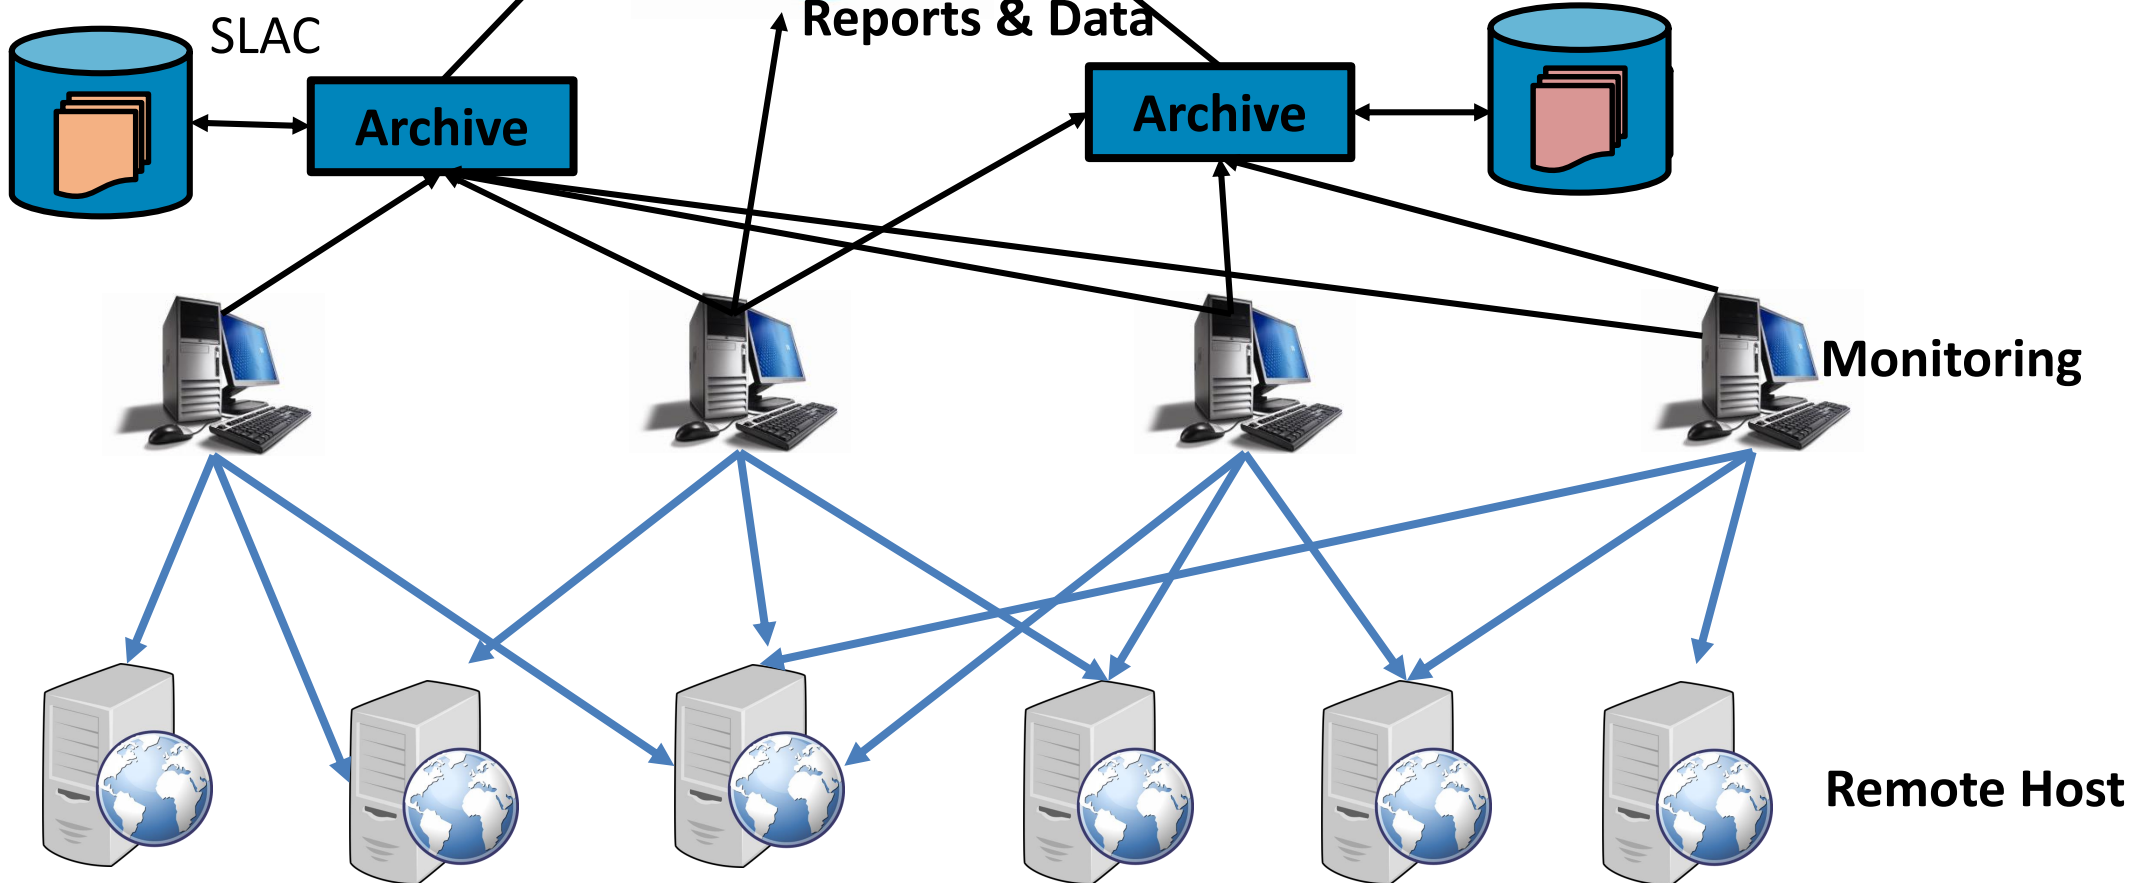 Reports & Data
SLAC
Archive
Archive
Monitoring
Remote Host